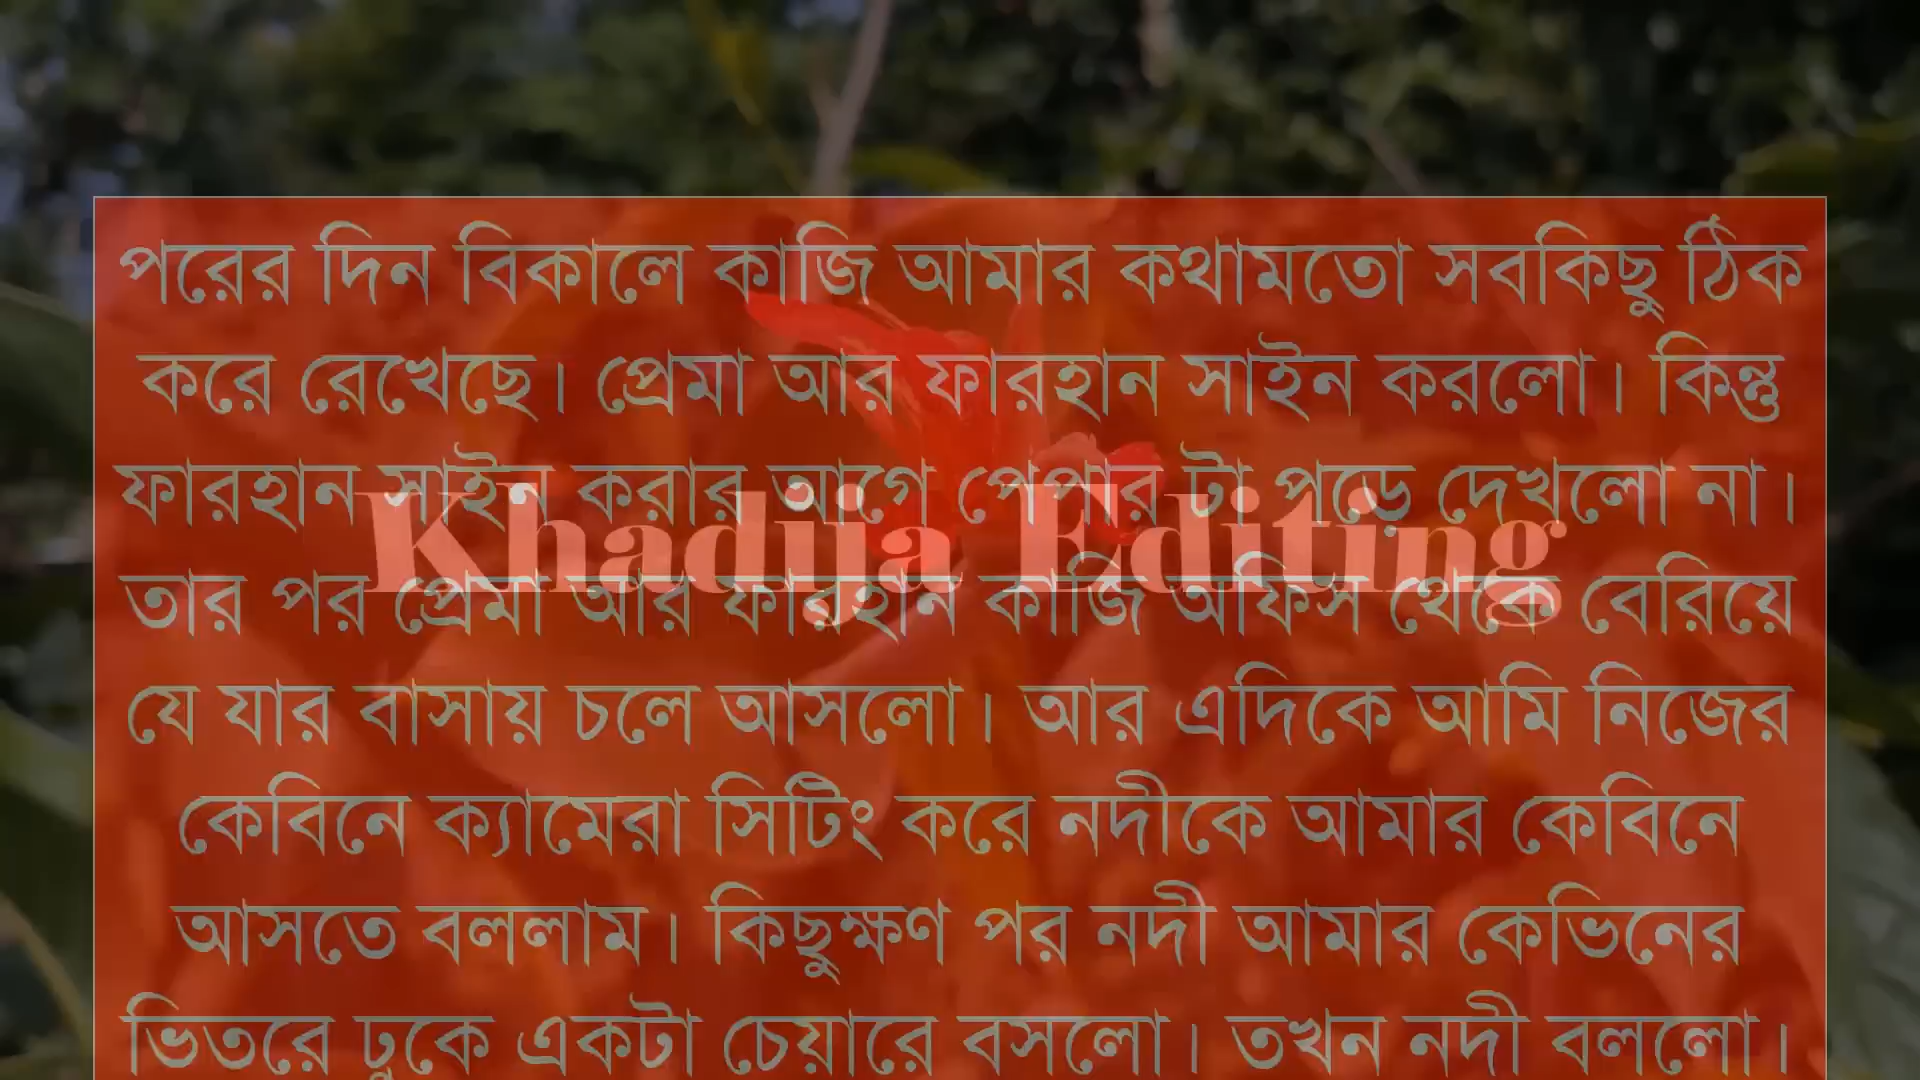 পরের দিন বিকালে কাজি আমার কথামতো সবকিছু ঠিক
করে রেখেছে। প্রেমা আর ফারহান সাইন করলো। কিন্তু
ফারহান সাইন করার আগে পেপার টা পড়ে দেখলো না।
Khadija Editing
তার পর প্রেমা আর ফারহান কাজি অফিস থেকে বেরিয়ে
যে যার বাসায় চলে আসলো। আর এদিকে আমি নিজের
কেবিনে ক্যামেরা সিটিং করে নদীকে আমার কেবিনে
আসতে বললাম। কিছুক্ষণ পর নদী আমার কেভিনের
ভিতরে ঢুকে একটা চেয়ারে বসলো। তখন নদী বললো।